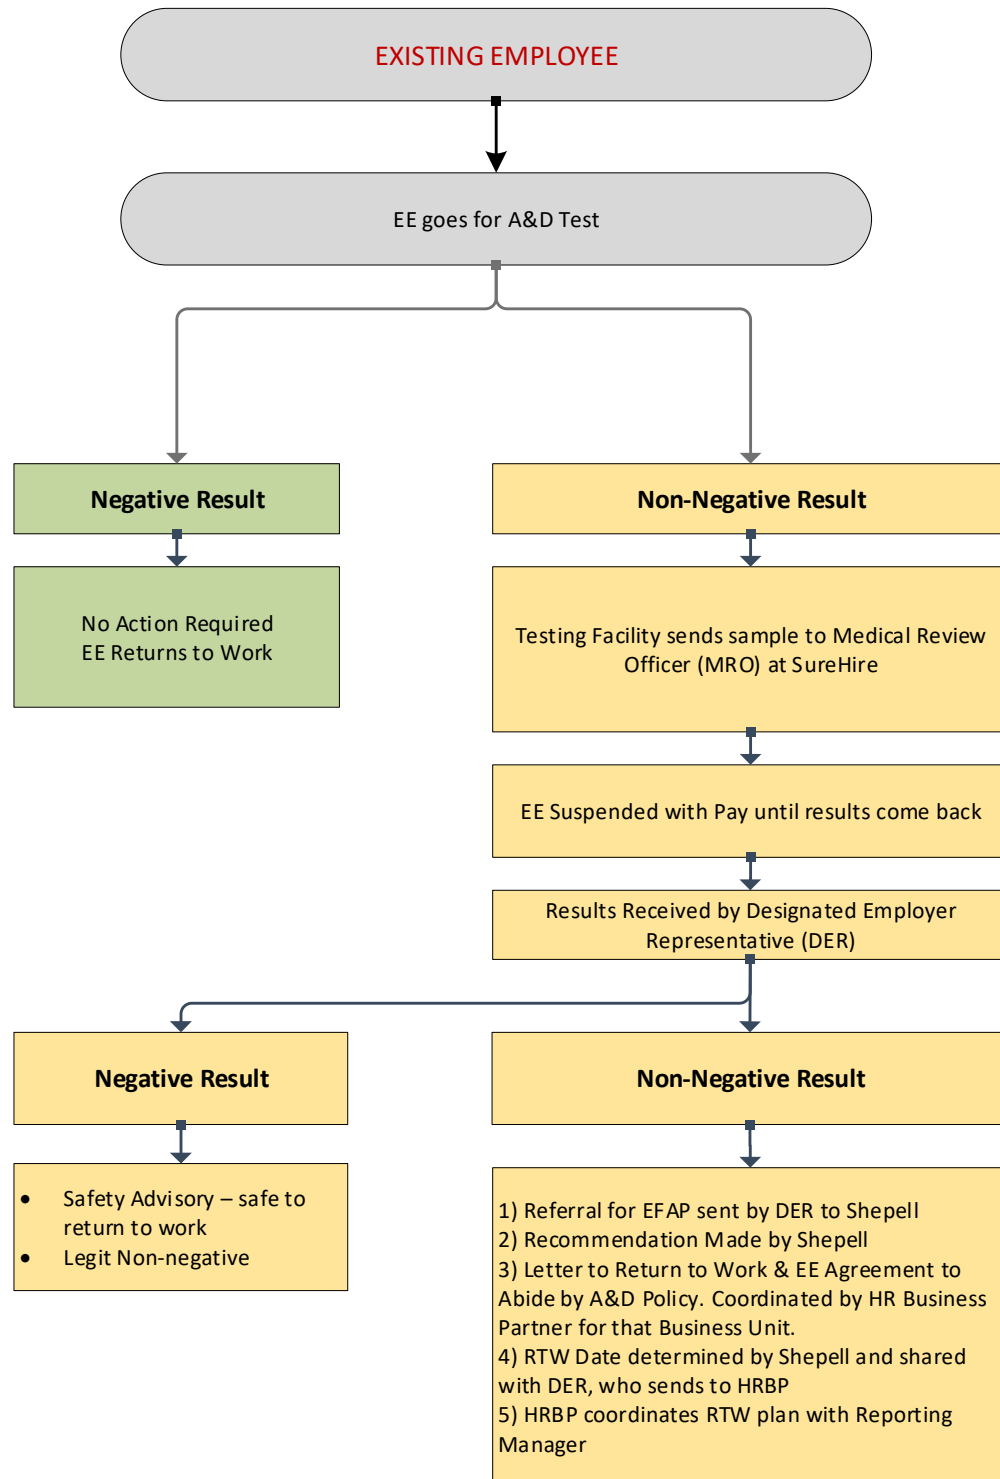 EXISTING EMPLOYEE
EE goes for A&D Test
Negative Result
Non-Negative Result
No Action Required
EE Returns to Work
Testing Facility sends sample to Medical Review
Officer (MRO) at SureHire
EE Suspended with Pay until results come back
Results Received by Designated Employer
Representative (DER)
Negative Result
Non-Negative Result
• Safety Advisory – safe to
return to work
• Legit Non-negative
1) Referral for EFAP sent by DER to Shepell
2) Recommendation Made by Shepell
3) Letter to Return to Work & EE Agreement to
Abide by A&D Policy. Coordinated by HR Business
Partner for that Business Unit.
4) RTW Date determined by Shepell and shared
with DER, who sends to HRBP
5) HRBP coordinates RTW plan with Reporting
Manager